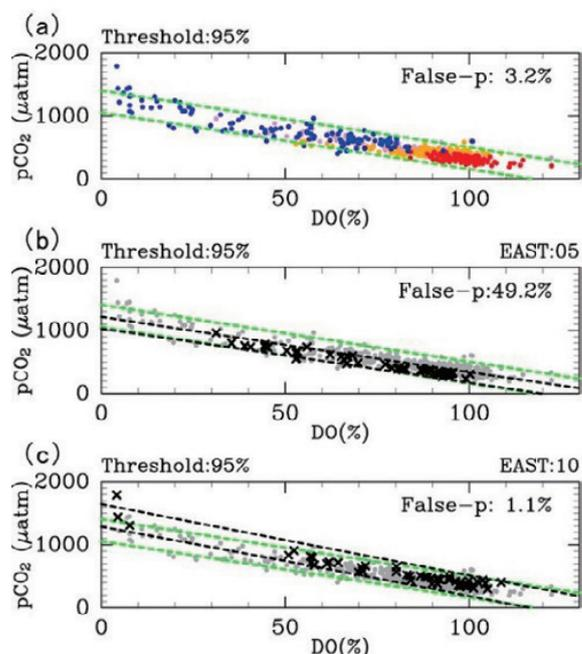 (a)
Threshold:95%
False-p: 3.2%
2000
1000
0
pCO₂ (μatm)
0 50 100
DO(%)
(b)
Threshold:95% EAST:05
False-p:49.2%
2000
1000
0
pCO₂ (μatm)
0 50 100
DO(%)
(c)
Threshold:95% EAST:10
False-p: 1.1%
2000
1000
0
pCO₂ (μatm)
0 50 100
DO(%)